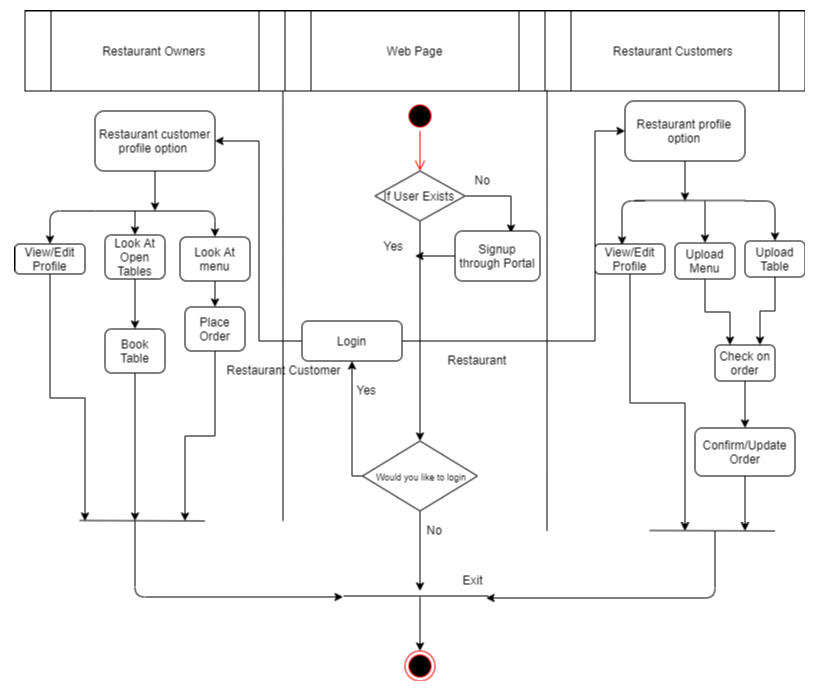 Restaurant Owners
Web Page
Restaurant Customers
Restaurant customer
profile option
Restaurant profile
option
If User Exists
No
Yes
Signup
through Portal
View/Edit
Profile
Look At
Open
Tables
Look At
menu
View/Edit
Profile
Upload
Menu
Upload
Table
Place
Order
Book
Table
Login
Restaurant Customer
Restaurant
Yes
Check on
order
Confirm/Update
Order
Would you like to login
No
Exit